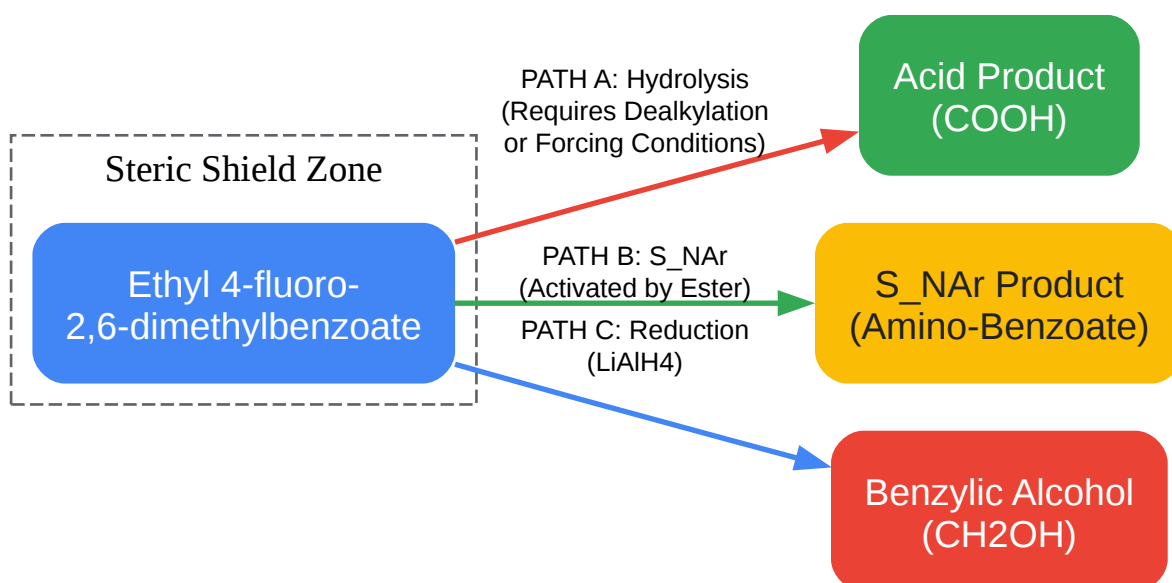 PATH A: Hydrolysis
(Requires Dealkylation
or Forcing Conditions)
Acid Product
(COOH)
Steric Shield Zone
Ethyl 4-fluoro-
2,6-dimethylbenzoate
PATH B: S_NAr
(Activated by Ester)
S_NAr Product
(Amino-Benzoate)
PATH C: Reduction
(LiAlH4)
Benzylic Alcohol
(CH2OH)